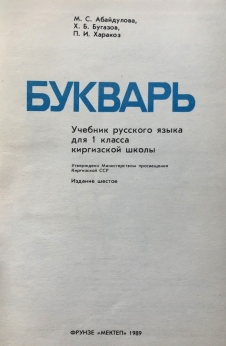 М. С. Абайдулова,
Х. Б. Бугазов,
П. И. Харакоз
БУКВАРЬ
Учебник русского языка
для 1 класса
киргизской школы
Утверждено Министерством просвещения
Киргизской ССР
Издание шестое
ФРУНЗЕ «МЕКТЕП» 1989